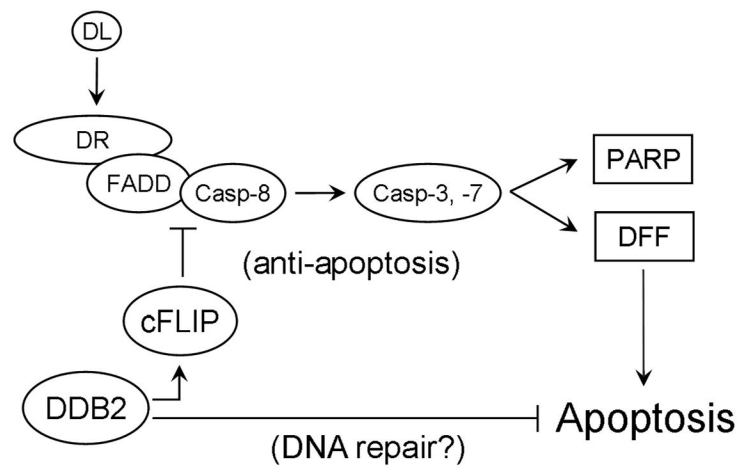 DL
DR
FADD
Casp-8
Casp-3, -7
PARP
DFF
(anti-apoptosis)
cFLIP
DDB2
Apoptosis
(DNA repair?)